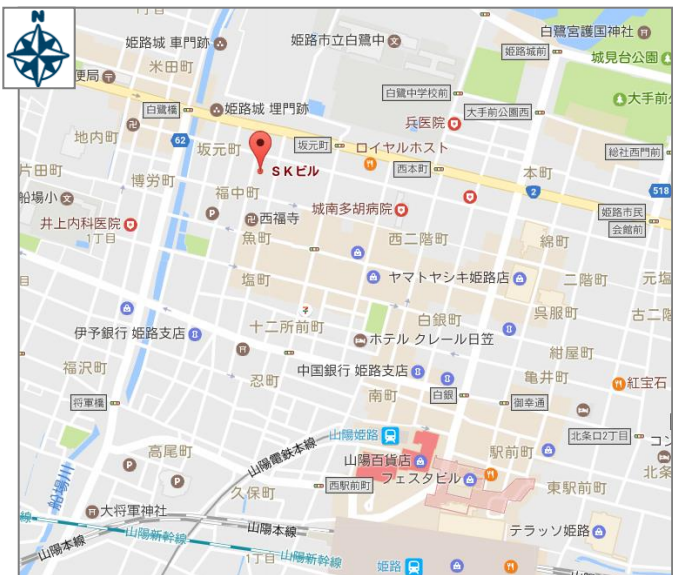 白鷺宮護国神社
姫路城 車門跡
姫路市立白鷺中
姫路城前
城見台公園
米田町
便局
白鷺中学校前
大手前
白鷺橋
姫路城 埋門跡
大手前公園西
兵医院
地内町
62
坂元町
坂元町
ロイヤルホスト
総社西門前
西本町
本町
片田町
博労町
SKビル
2
518
船場小
福中町
城南多胡病院
姫路市民
会館前
井上内科医院
1丁目
西福寺
魚町
西二階町
綿町
塩町
ヤマトヤシキ姫路店
二階町
元塩
呉服町
古二階
十二所前町
白銀町
伊予銀行 姫路支店
ホテル クレール日笠
紺屋町
福沢町
忍町
中国銀行 姫路支店
亀井町
紅宝石
南町
白銀
御幸通
将軍橋
山陽姫路
北条口2丁目
高尾町
山陽電鉄本線
山陽百貨店
駅前町
コン
北条
船場川
久保町
西駅前町
フェスタビル
東駅前町
大将軍神社
線
山陽新幹線
山陽本線
テラッソ姫路
山陽本線
1丁目
山陽新幹線
姫路